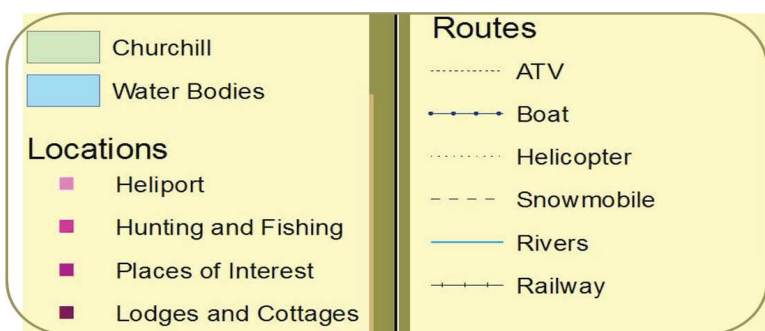 Churchill
Water Bodies
Locations
Heliport
Hunting and Fishing
Places of Interest
Lodges and Cottages
Routes
ATV
Boat
Helicopter
Snowmobile
Rivers
Railway